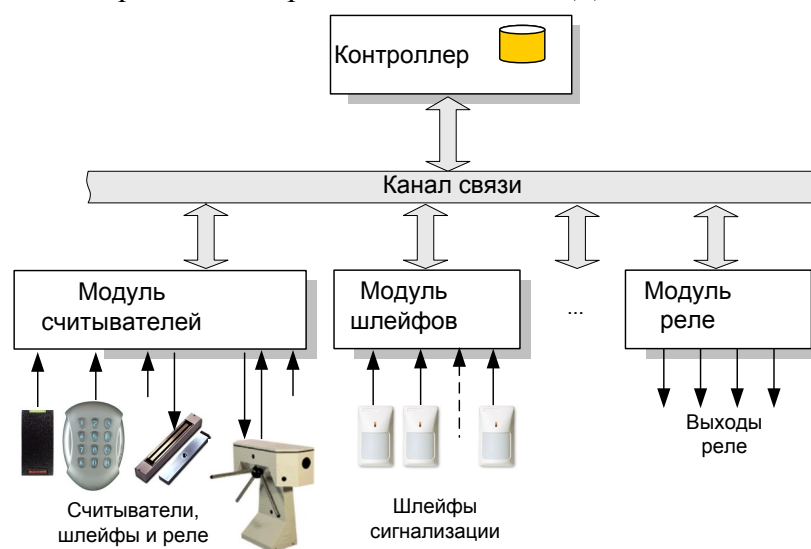 Контроллер
Канал связи
Модуль
считывателей
Модуль
шлейфов
...
Модуль
реле
Считыватели,
шлейфы и реле
Шлейфы
сигнализации
Выходы
реле